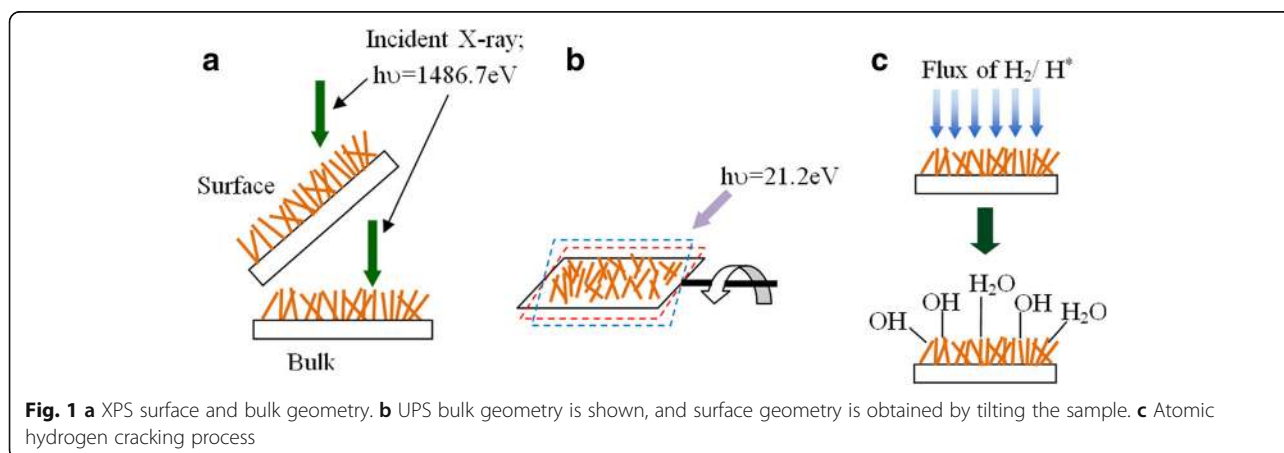 a
Incident X-ray;
hυ=1486.7eV
Surface
Bulk
b
hυ=21.2eV
c
Flux of H₂/ H*
OH
OH
H₂O
OH
H₂O
Fig. 1 a XPS surface and bulk geometry. b UPS bulk geometry is shown, and surface geometry is obtained by tilting the sample. c Atomic
hydrogen cracking process